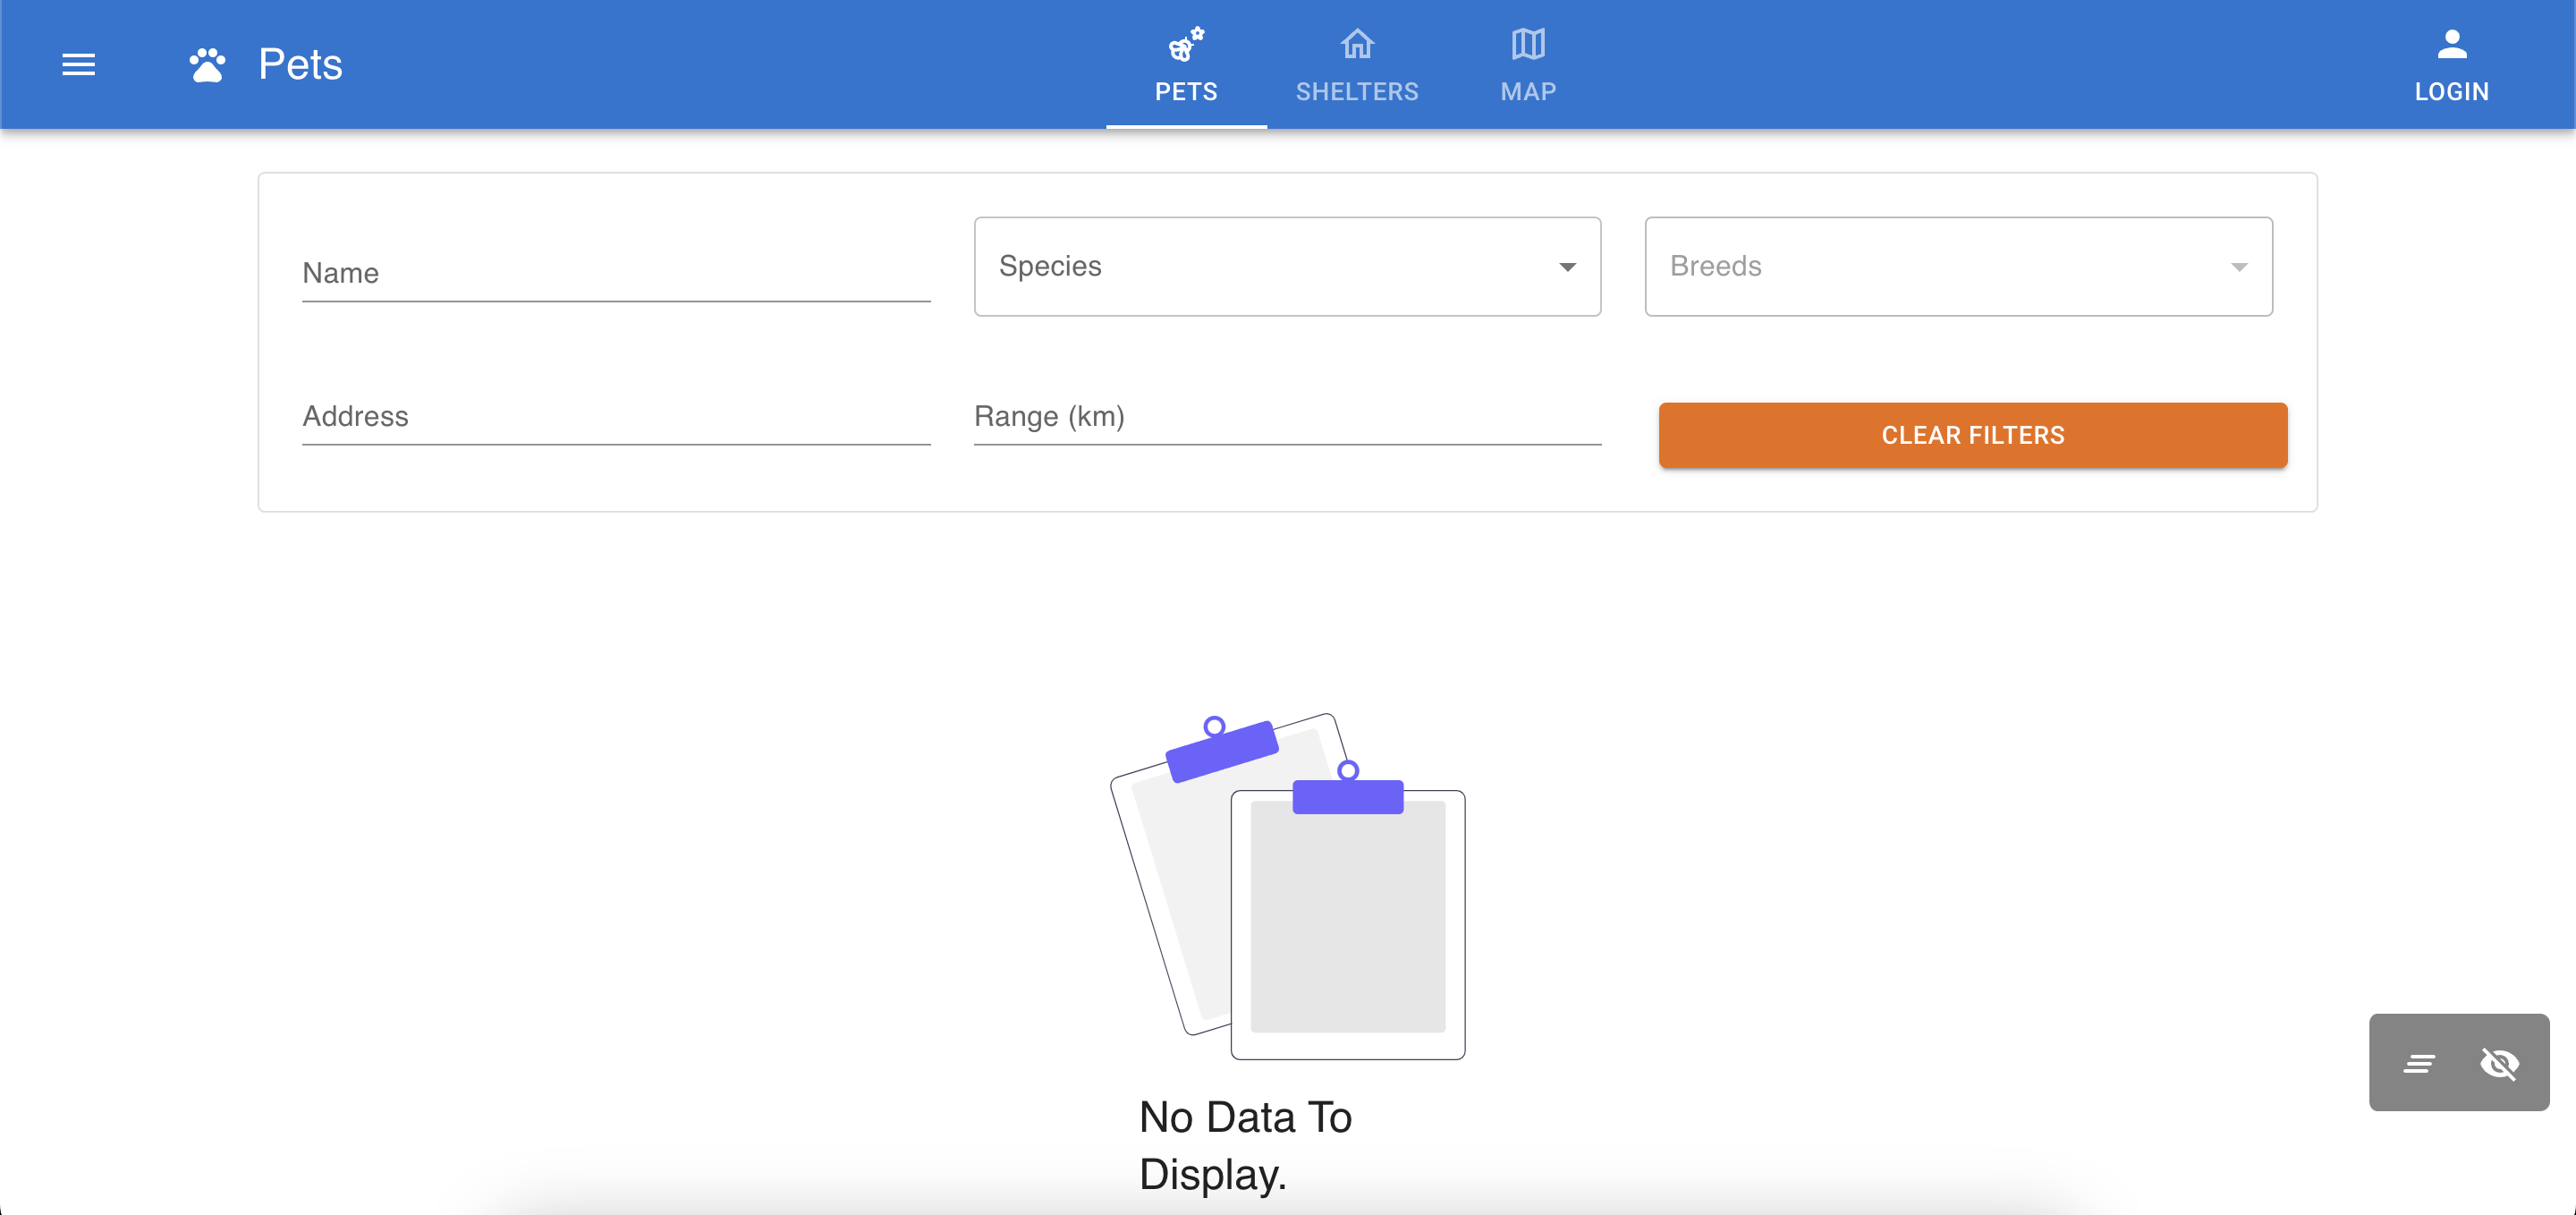 Pets
PETS
SHELTERS
MAP
LOGIN
Name
Species
Breeds
Address
Range (km)
CLEAR FILTERS
No Data To
Display.